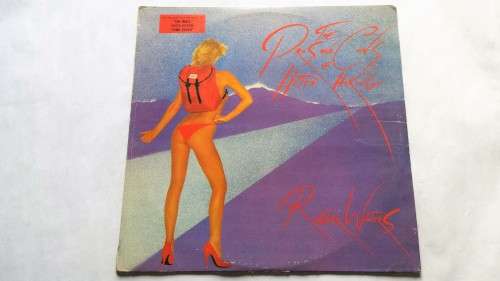 The
Pros and Cons
of
Hitch Hiking
Roger Waters